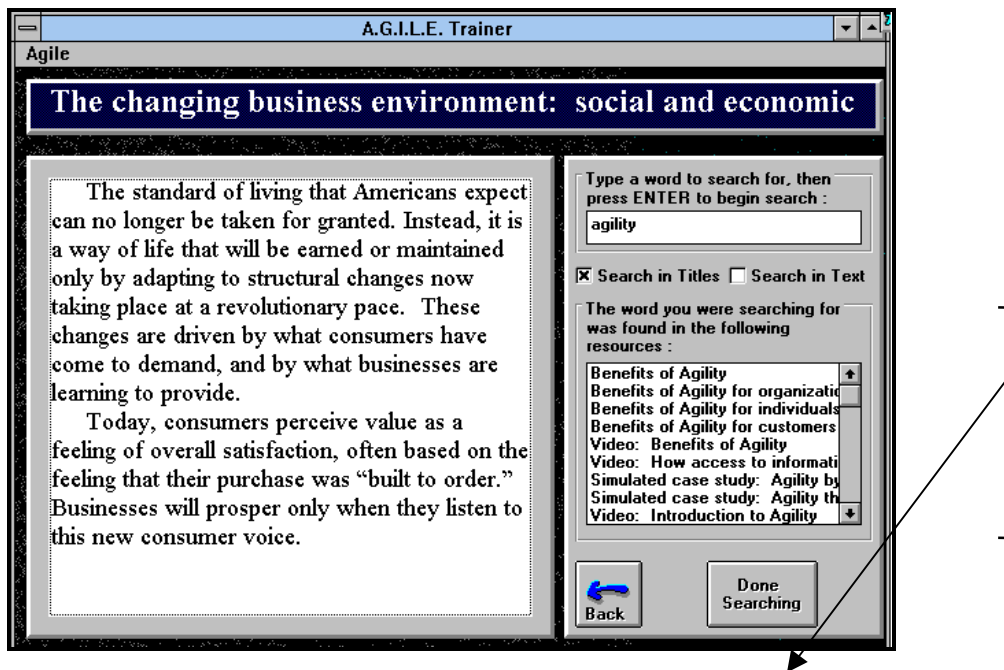 A.G.I.L.E. Trainer
Agile
The changing business environment: social and economic
The standard of living that Americans expect
can no longer be taken for granted. Instead, it is
a way of life that will be earned or maintained
only by adapting to structural changes now
taking place at a revolutionary pace. These
changes are driven by what consumers have
come to demand, and by what businesses are
learning to provide.
Today, consumers perceive value as a
feeling of overall satisfaction, often based on the
feeling that their purchase was “built to order.”
Businesses will prosper only when they listen to
this new consumer voice.
Type a word to search for, then
press ENTER to begin search :
agility
Search in Titles Search in Text
The word you were searching for
was found in the following
resources :
Benefits of Agility
Benefits of Agility for organizatio
Benefits of Agility for individuals
Benefits of Agility for customers
Video: Benefits of Agility
Video: How access to informati
Simulated case study: Agility by
Simulated case study: Agility th
Video: Introduction to Agility
Back
Done
Searching